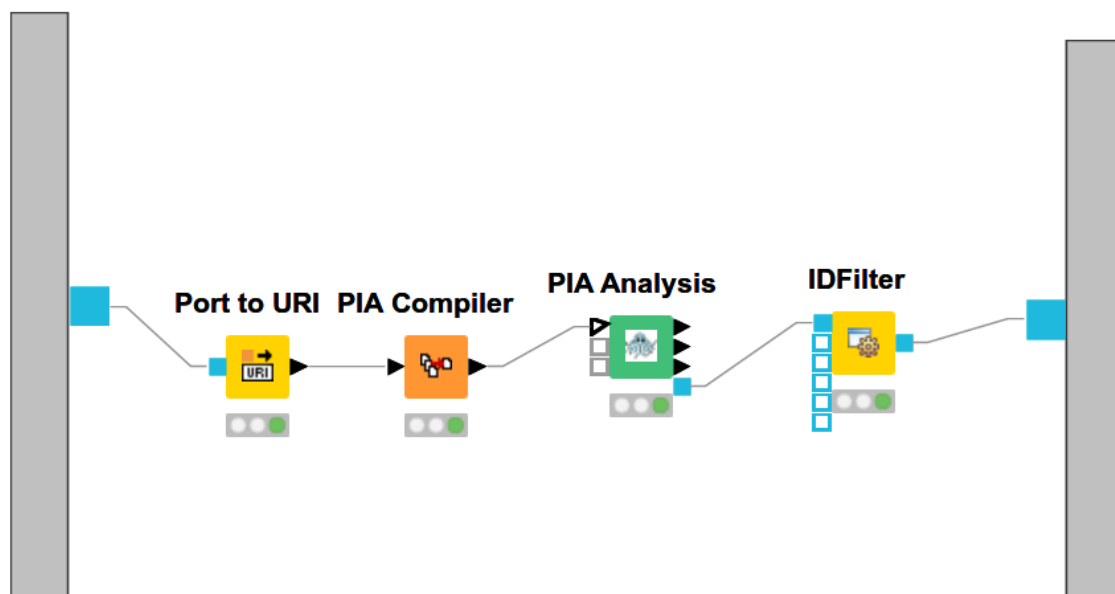 Port to URI
PIA Compiler
PIA Analysis
IDFilter
URI